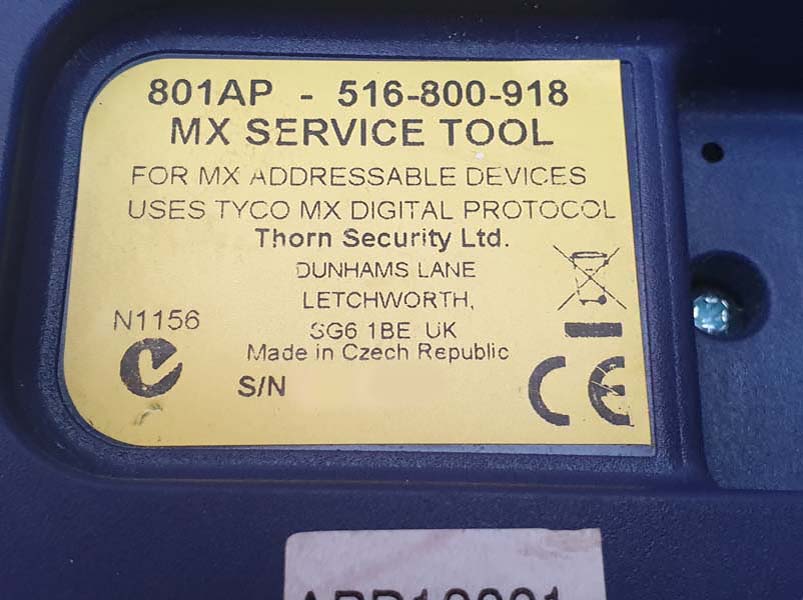 801AP - 516-800-918
MX SERVICE TOOL
FOR MX ADDRESSABLE DEVICES
USES TYCO MX DIGITAL PROTOCOL
Thorn Security Ltd.
DUNHAMS LANE
LETCHWORTH,
SG6 1BE UK
Made in Czech Republic
N1156
S/N
CE